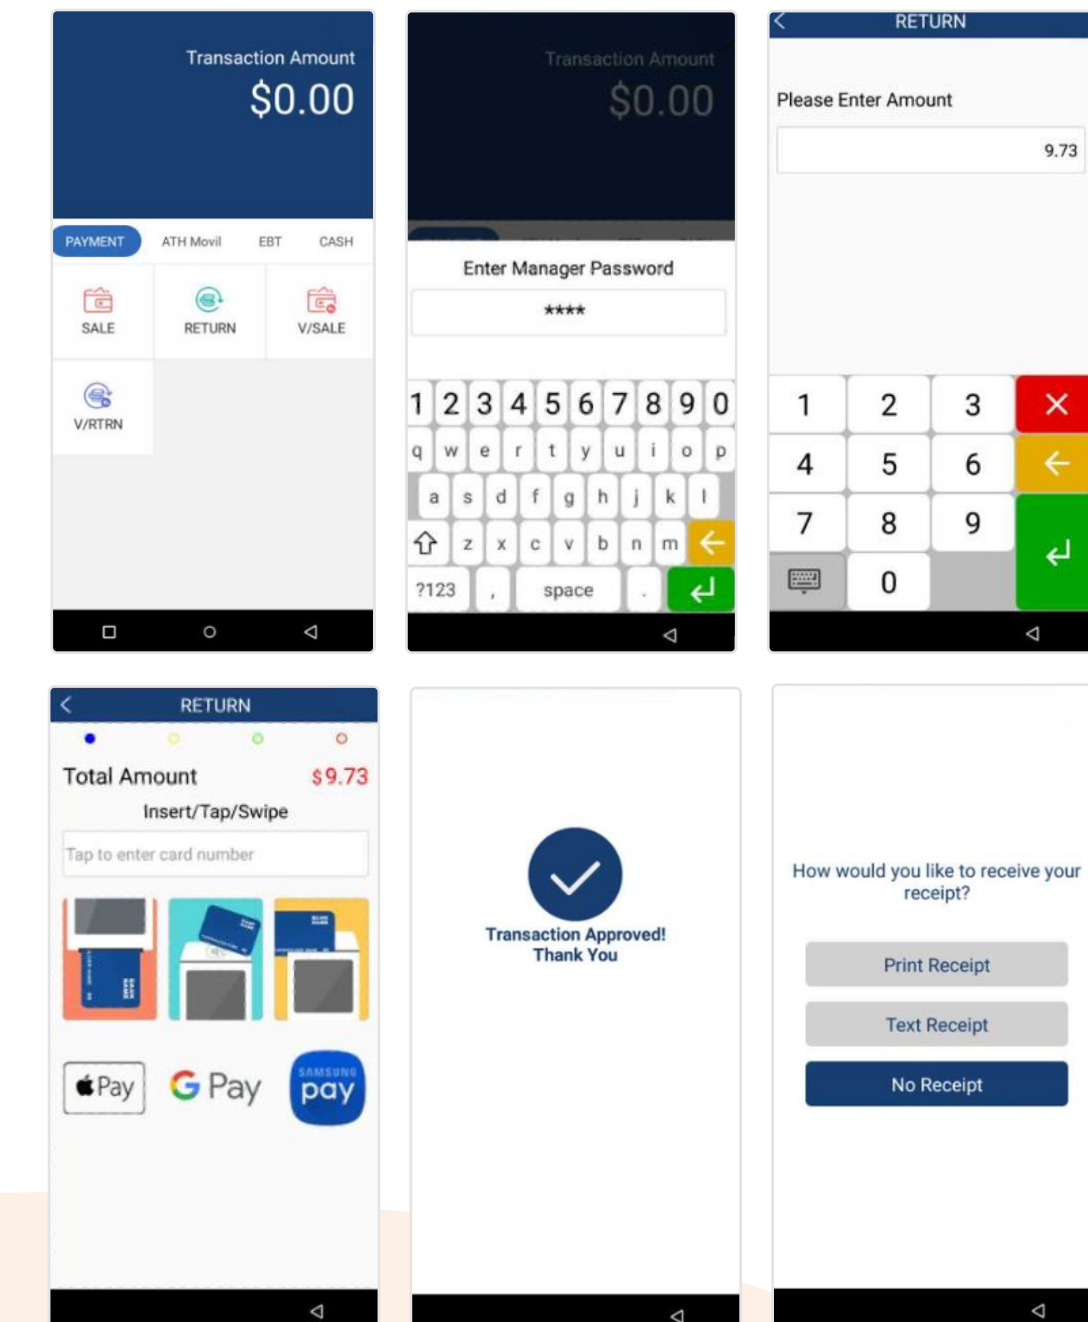 Transaction Amount
$0.00
PAYMENT ATH Movil EBT CASH
SALE RETURN V/SALE
V/RTRN
Transaction Amount
$0.00
Enter Manager Password
****
1 2 3 4 5 6 7 8 9 0
q w e r t y u i o p
a s d f g h j k l
z x c v b n m
?123 , space .
RETURN
Please Enter Amount
9.73
1 2 3
4 5 6
7 8 9
0
RETURN
Total Amount $9.73
Insert/Tap/Swipe
Tap to enter card number
Pay G Pay SAMSUNG pay
Transaction Approved!
Thank You
How would you like to receive your
receipt?
Print Receipt
Text Receipt
No Receipt